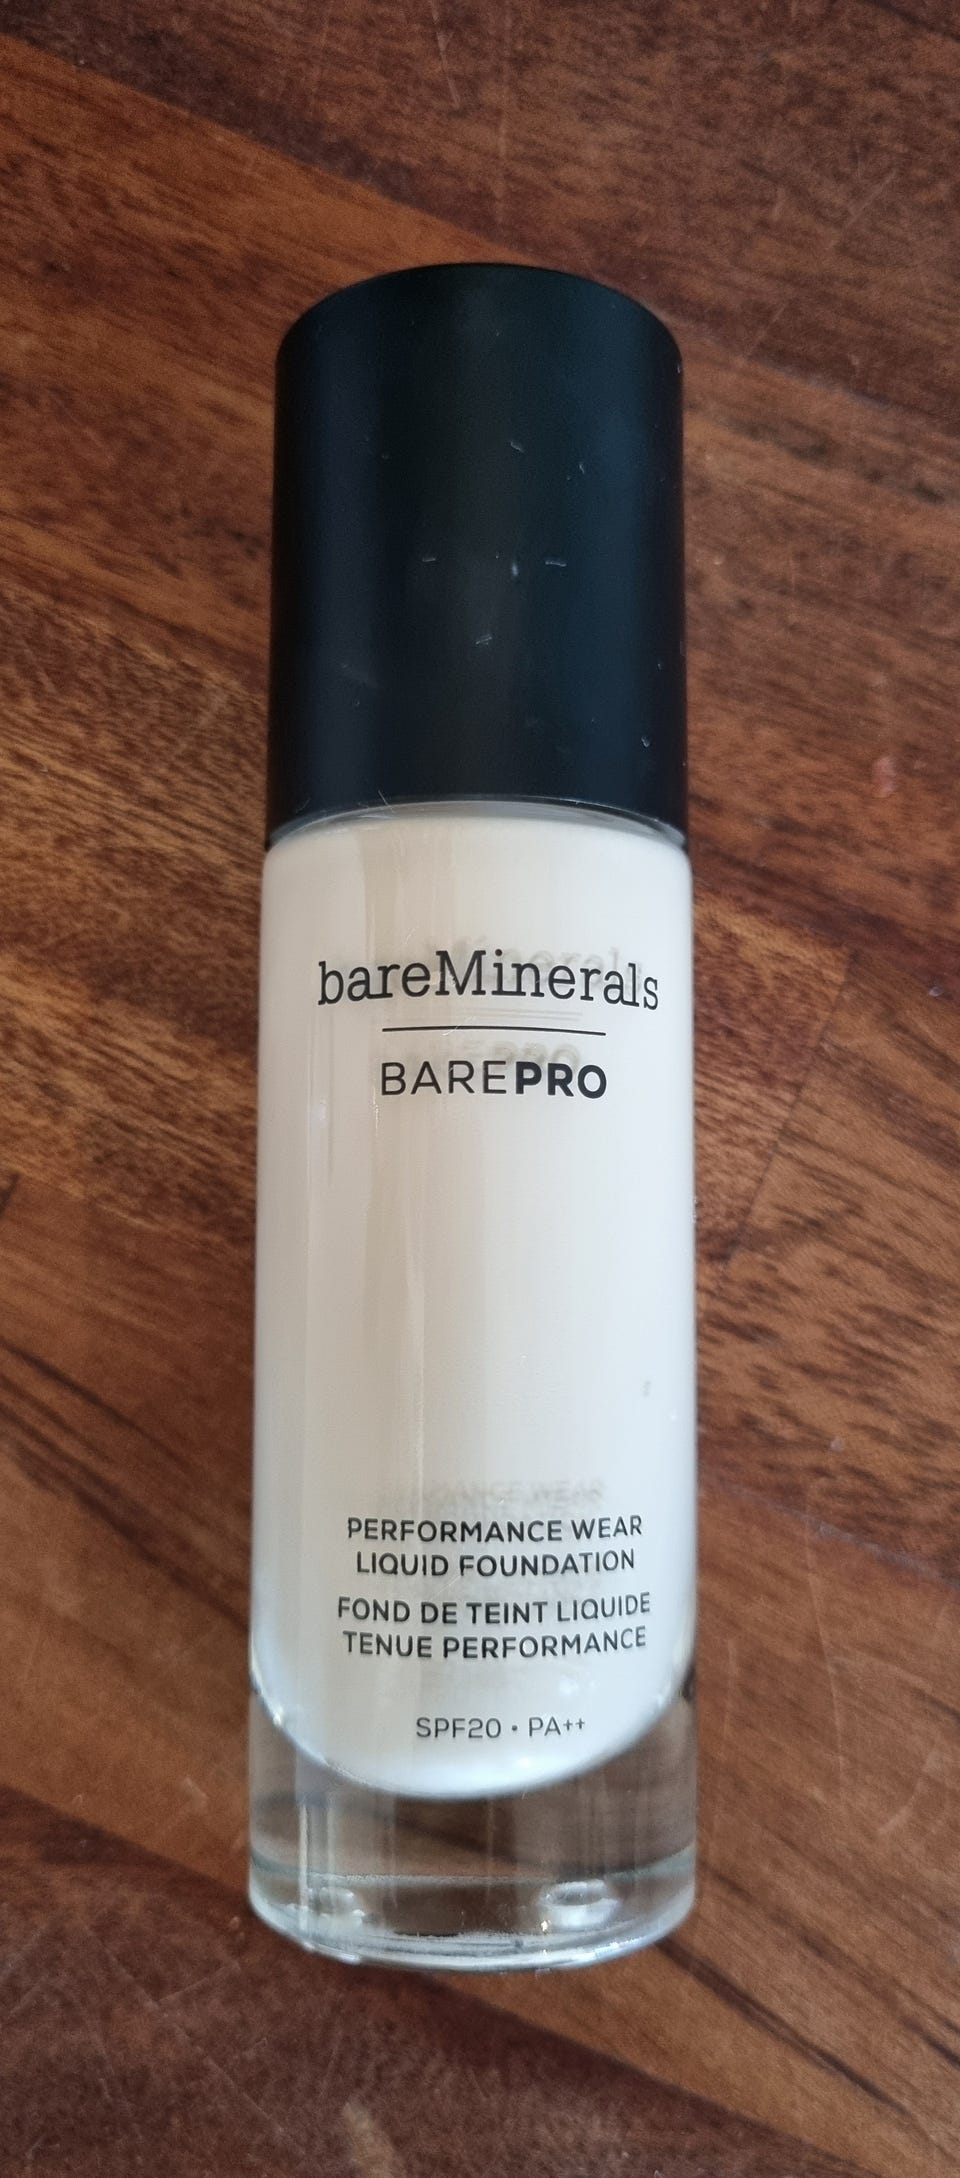 bareMinerals
BAREPRO
PERFORMANCE WEAR
LIQUID FOUNDATION
FOND DE TEINT LIQUIDE
TENUE PERFORMANCE
SPF20 • PA++